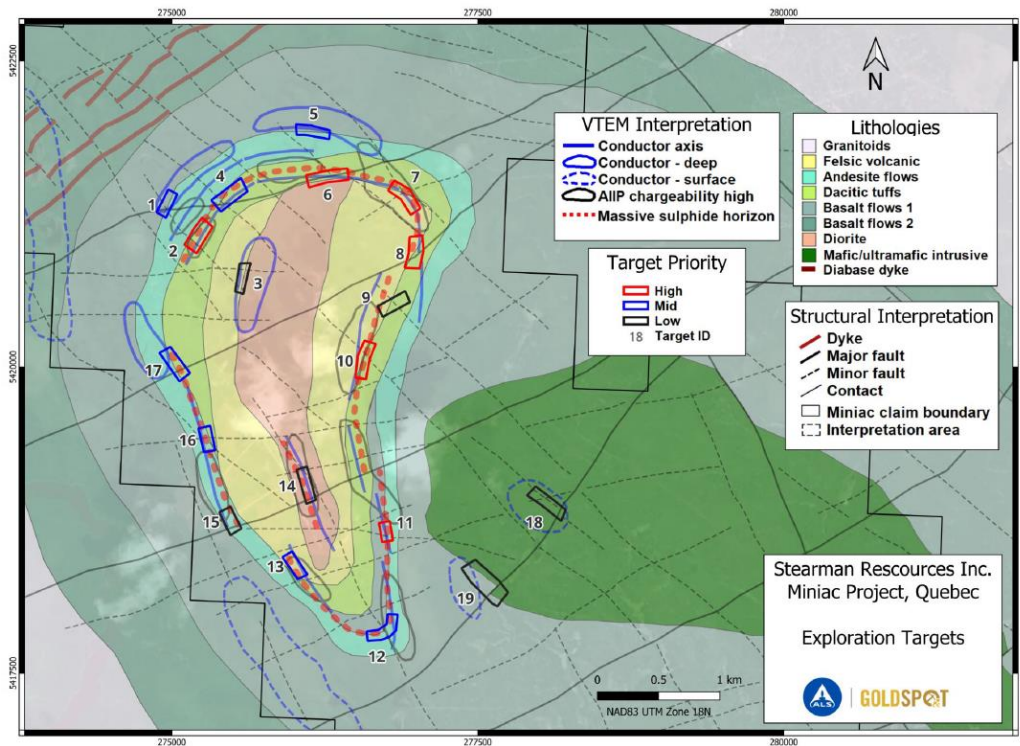 275000
277500
280000
5422500
5420000
5417500
N
VTEM Interpretation
Conductor axis
Conductor - deep
Conductor - surface
AIIP chargeability high
Massive sulphide horizon
Target Priority
High
Mid
Low
18 Target ID
Lithologies
Granitoids
Felsic volcanic
Andesite flows
Dacitic tuffs
Basalt flows 1
Basalt flows 2
Diorite
Mafic/ultramafic intrusive
Diabase dyke
Structural Interpretation
Dyke
Major fault
Minor fault
Contact
Miniac claim boundary
Interpretation area
5
4
1
6
7
2
8
3
9
10
17
16
14
15
11
18
13
19
12
0 0.5 1 km
NAD83 UTM Zone 18N
Stearman Rescources Inc.
Miniac Project, Quebec
Exploration Targets
ALS
GOLDSPOT
275000
277500
280000